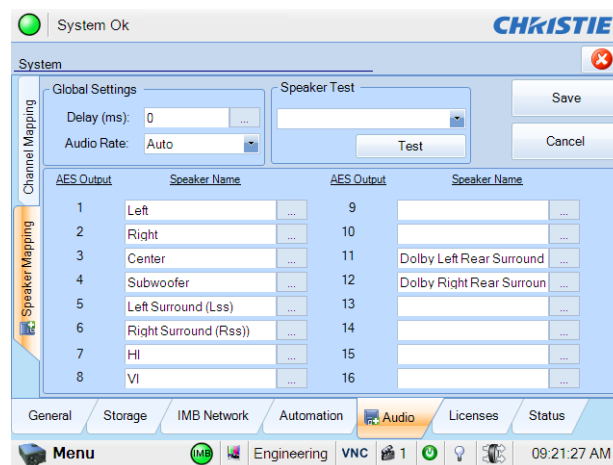 System Ok
CHRISTIE
System
Channel Mapping
Speaker Mapping
Global Settings
Delay (ms): 0 ...
Audio Rate: Auto
Speaker Test
Test
Save
Cancel
AES Output Speaker Name AES Output Speaker Name
1 Left ... 9 ...
2 Right ... 10 ...
3 Center ... 11 Dolby Left Rear Surround ...
4 Subwoofer ... 12 Dolby Right Rear Surroun ...
5 Left Surround (Lss) ... 13 ...
6 Right Surround (Rss)) ... 14 ...
7 HI ... 15 ...
8 VI ... 16 ...
General Storage IMB Network Automation Audio Licenses Status
Menu IMB Engineering VNC 1 09:21:27 AM